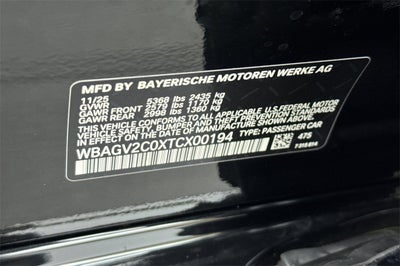 MFD BY BAYERISCHE MOTOREN WERKE AG
11/25
GVWR 5368 lbs 2435 kg
GAWR FRONT 2579 lbs 1170 kg
GAWR REAR 2998 lbs 1360 kg
THIS VEHICLE CONFORMS TO ALL APPLICABLE U.S. FEDERAL MOTOR
VEHICLE SAFETY, BUMPER, AND THEFT PREVENTION STANDARDS IN
EFFECT ON THE DATE OF MANUFACTURE SHOWN ABOVE.
WBAGV2C0XTCX00194 TYPE: PASSENGER CAR
475